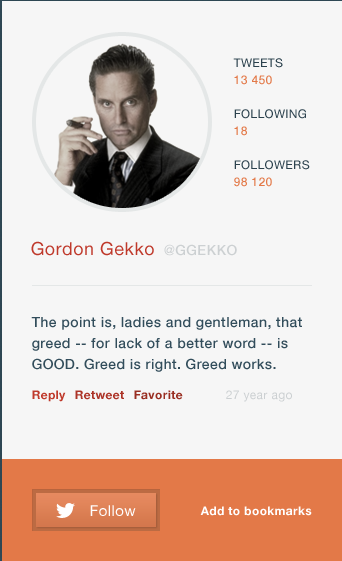 TWEETS
13 450
FOLLOWING
18
FOLLOWERS
98 120
Gordon Gekko @GGEKKO
The point is, ladies and gentleman, that
greed -- for lack of a better word -- is
GOOD. Greed is right. Greed works.
Reply Retweet Favorite 27 year ago
Follow Add to bookmarks